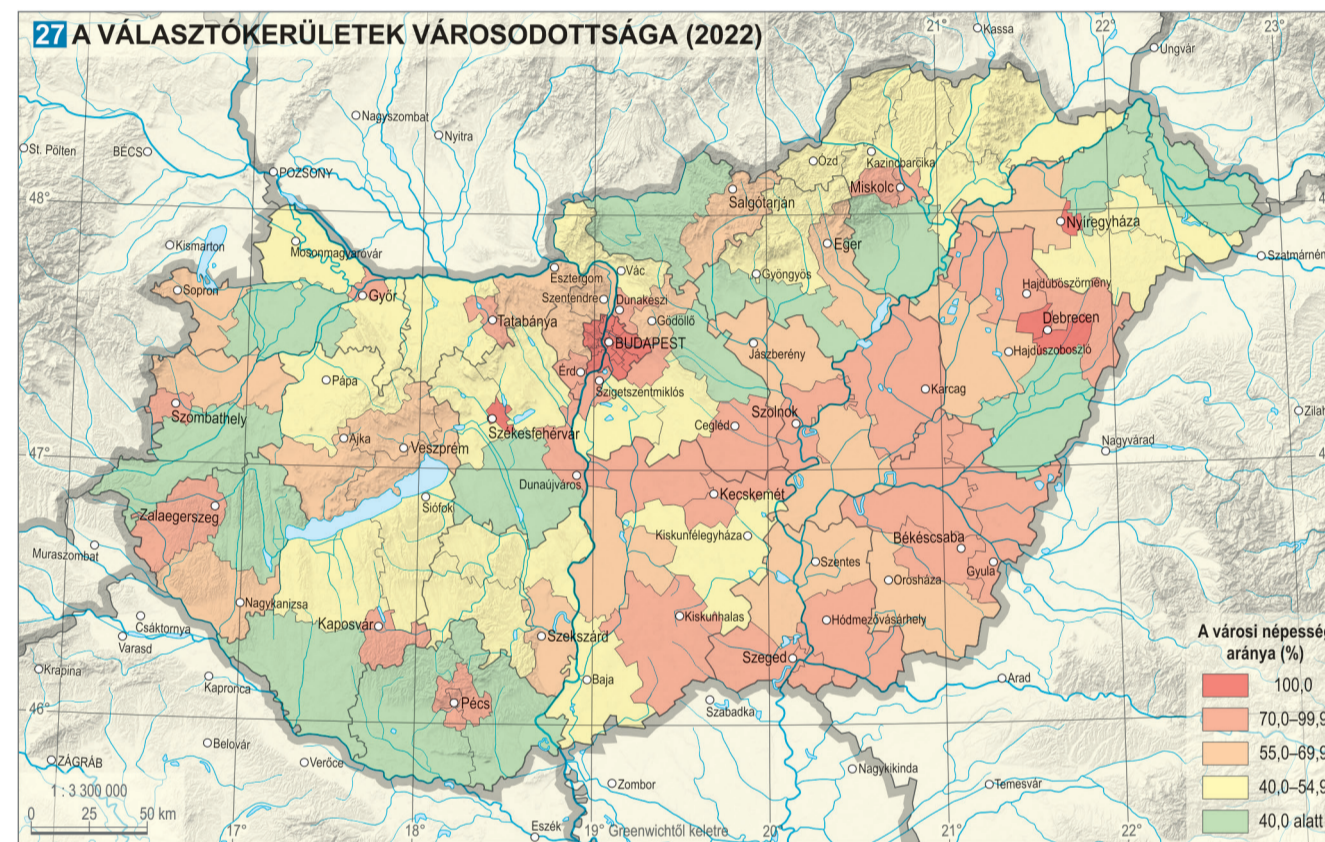 27 A VÁLASZTÓKERÜLETEK VÁROSODOTTSÁGA (2022)
21°
22°
23°
Kassa
Ungvár
Nagyszombat
Nyitra
St. Pölten
BÉCS
POZSONY
48°
Ózd
Kazincbarcika
Miskolc
Salgótarján
Nyíregyháza
Kismarton
Mosonmagyaróvár
Eger
Szatmárném
Sopron
Győr
Esztergom
Vác
Gyöngyös
Szentendre
Dunakeszi
Hajdúböszörmény
Tatabánya
Gödöllő
Debrecen
BUDAPEST
Jászberény
Hajdúszoboszló
Pápa
Érd
Szigetszentmiklós
Karcag
Szombathely
Székesfehérvár
Cegléd
Szolnok
Zilah
Ajka
Veszprém
Nagyvárad
47°
Dunaújváros
Siófok
Kecskemét
Zalaegerszeg
Kiskunfélegyháza
Békéscsaba
Muraszombat
Szentes
Gyula
Orosháza
Nagykanizsa
Csáktornya
Kaposvár
Kiskunhalas
Hódmezővásárhely
Varasd
Szekszárd
Szeged
Krapina
Kapronca
Baja
Arad
Pécs
Szabadka
46°
Belovár
ZÁGRÁB
Verőce
Zombor
Nagykikinda
Temesvár
Eszék
A városi népesség
aránya (%)
100,0
70,0–99,9
55,0–69,9
40,0–54,9
40,0 alatt
1 : 3 300 000
0 25 50 km
17°
18°
19° Greenwichtől keletre
20°
21°
22°